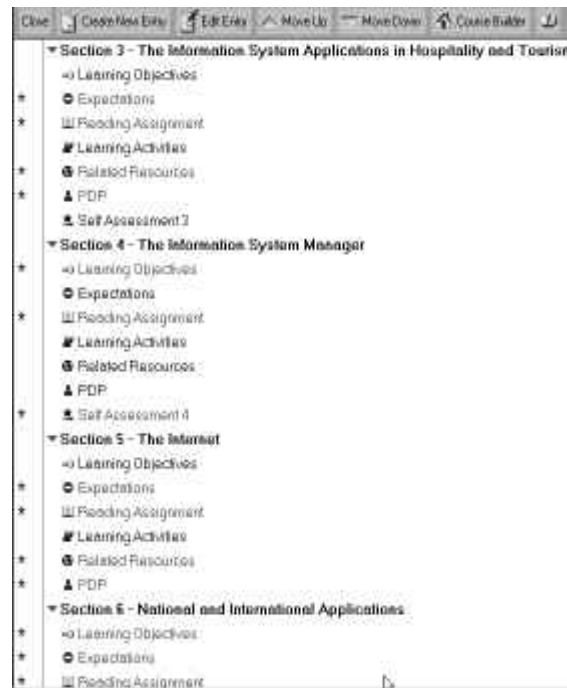 Close Create New Entry Edit Entry Move Up Move Down Course Builder
Section 3 - The Information System Applications in Hospitality and Tourism
Learning Objectives
* Expectations
* Reading Assignment
Learning Activities
* Related Resources
* PDP
Self Assessment 3
Section 4 - The Information System Manager
* Learning Objectives
Expectations
* Reading Assignment
Learning Activities
Related Resources
PDP
* Self Assessment 4
Section 5 - The Internet
Learning Objectives
* Expectations
* Reading Assignment
Learning Activities
* Related Resources
* PDP
Section 6 - National and International Applications
* Learning Objectives
* Expectations
* Reading Assignment